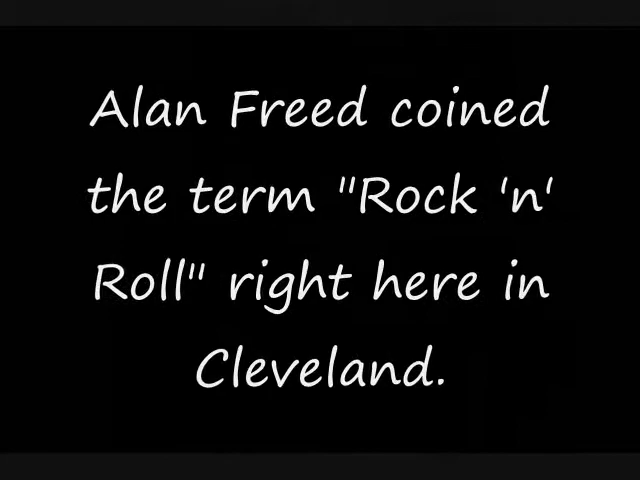 Alan Freed coined
the term "Rock 'n'
Roll" right here in
Cleveland.